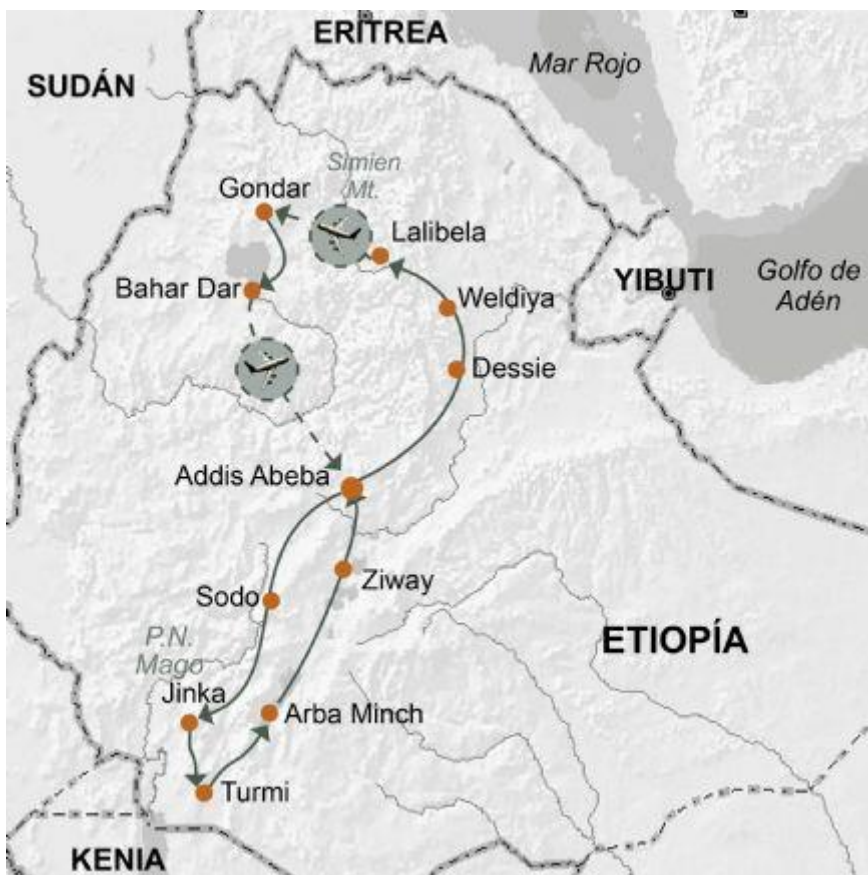 ERITREA
Mar Rojo
SUDÁN
Simien
Mt.
Gondar
Lalibela
YIBUTI
Golfo de
Adén
Bahar Dar
Weldiya
Dessie
Addis Abeba
Ziway
Sodo
ETIOPÍA
P.N.
Mago
Jinka
Arba Minch
Turmi
KENIA